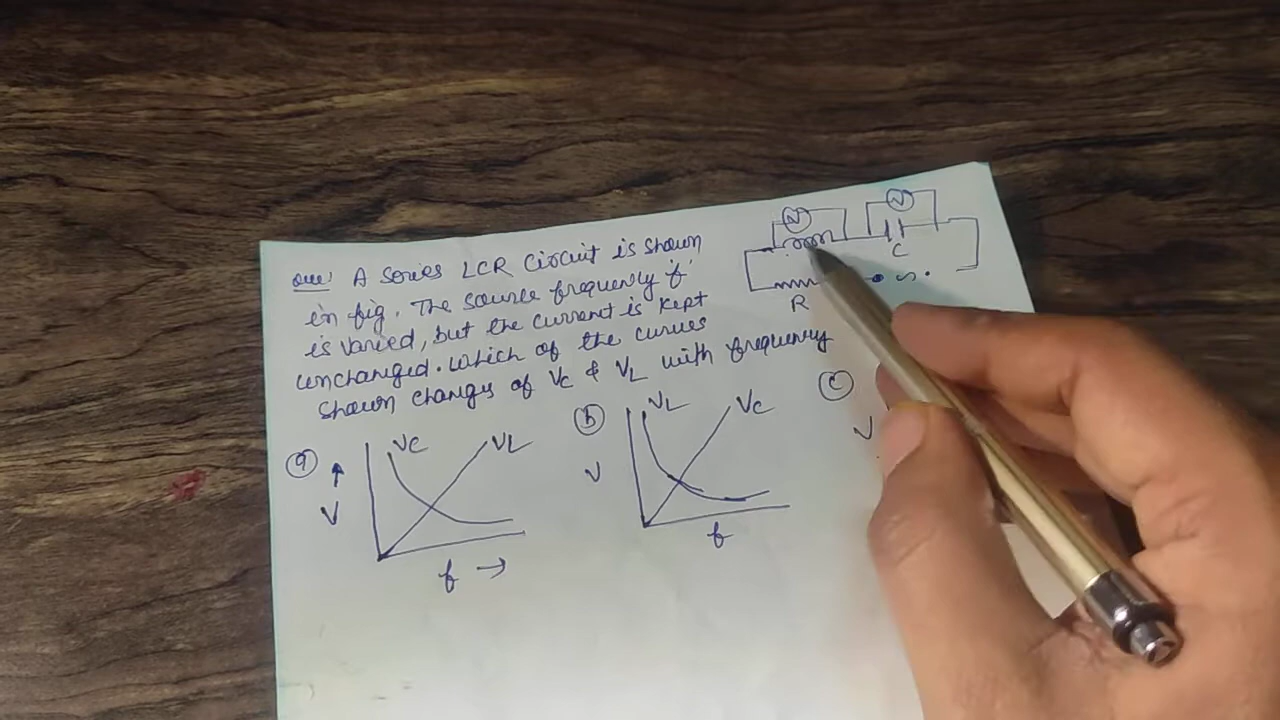 Que: A series LCR Circuit is shown
in fig. The source frequency 'f'
is varied, but the current is kept
unchanged. which of the curves
shown changes of Vc & VL with frequency
V
V
C
R
a
V
VC
VL
f →
b
V
VL
VC
f
c
V